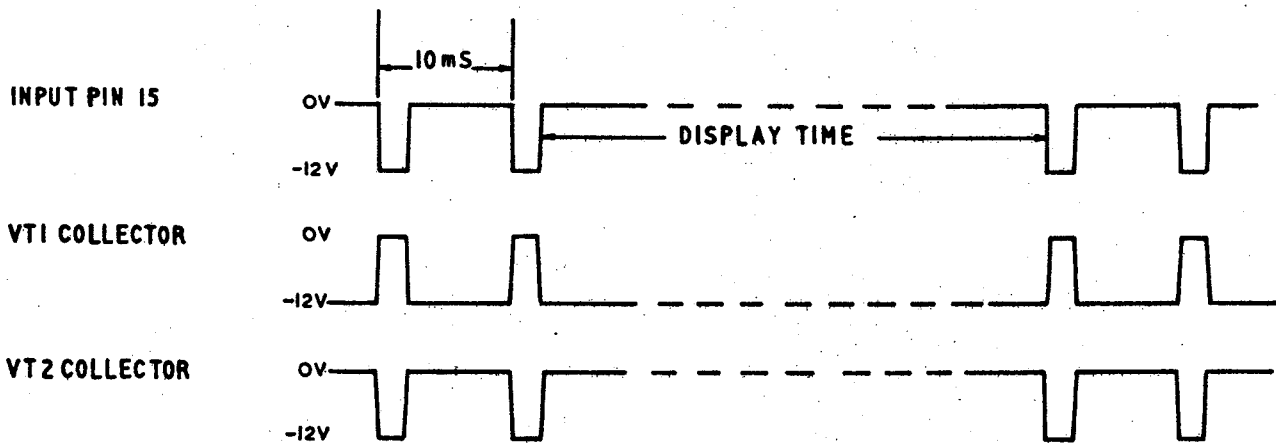 10mS
INPUT PIN 15
0V
DISPLAY TIME
-12V
VT1 COLLECTOR
0V
-12V
VT2 COLLECTOR
0V
-12V